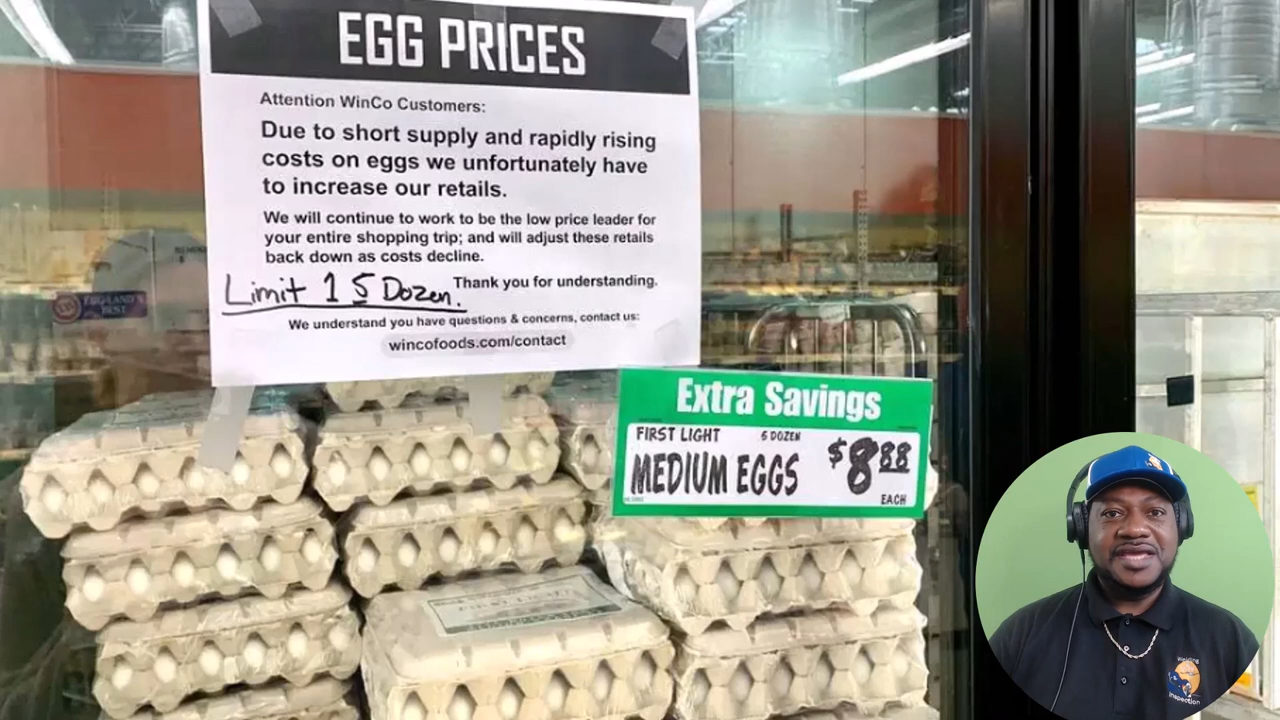 EGG PRICES
Attention WinCo Customers:
Due to short supply and rapidly rising
costs on eggs we unfortunately have
to increase our retails.
We will continue to work to be the low price leader for
your entire shopping trip; and will adjust these retails
back down as costs decline.
Limit 1 5 Dozen. Thank you for understanding.
We understand you have questions & concerns, contact us:
wincofoods.com/contact
Extra Savings
FIRST LIGHT 5 DOZEN
MEDIUM EGGS $8.88
EACH
BEST
Welding
Inspection